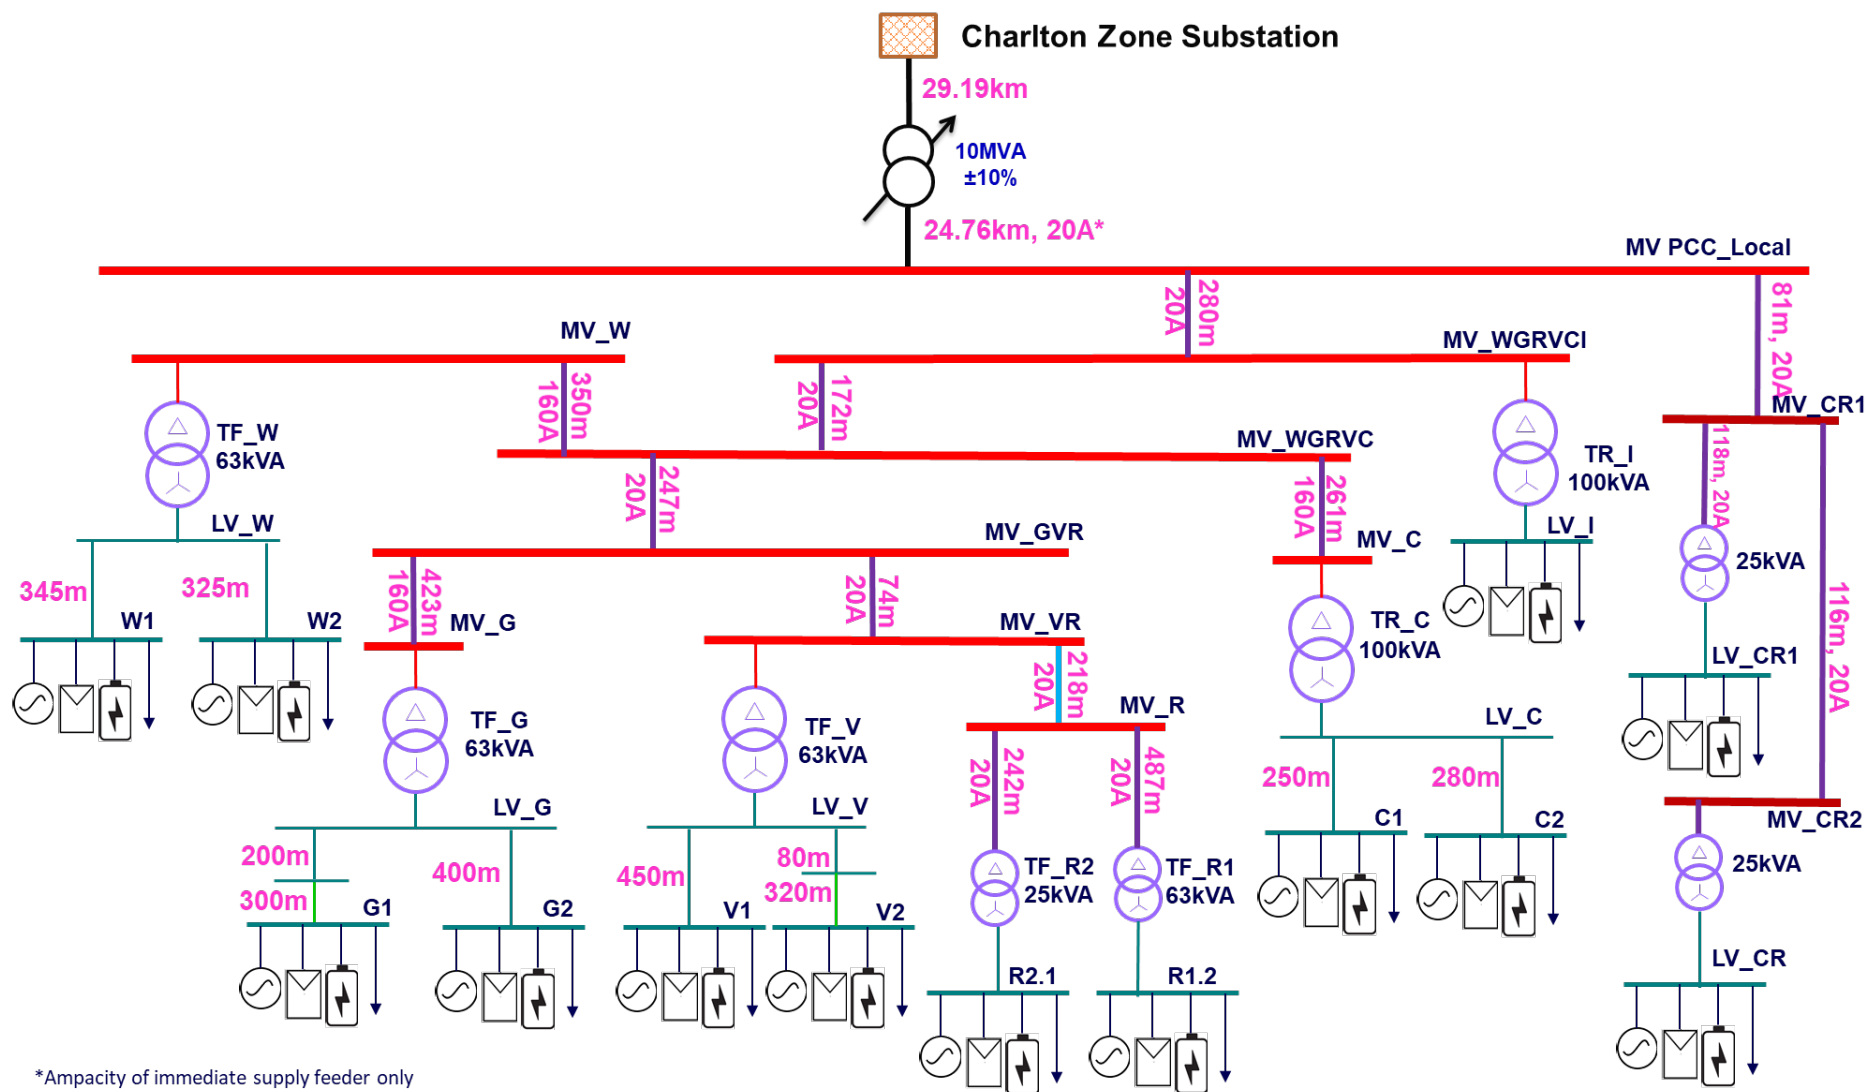 Charlton Zone Substation
29.19km
10MVA
±10%
24.76km, 20A*
MV PCC_Local
280m
20A
81m, 20A
MV_W
MV_WGRVCI
350m
160A
172m
20A
MV_CR1
TF_W
63kVA
MV_WGRVC
TR_I
100kVA
118m, 20A
247m
20A
261m
160A
LV_W
MV_GVR
MV_C
LV_I
25kVA
345m
325m
423m
160A
74m
20A
116m, 20A
W1
W2
MV_G
MV_VR
TR_C
100kVA
218m
20A
LV_CR1
TF_G
63kVA
TF_V
63kVA
MV_R
LV_C
242m
20A
487m
20A
250m
280m
LV_G
LV_V
C1
C2
MV_CR2
200m
400m
80m
450m
300m
320m
TF_R2
25kVA
TF_R1
63kVA
25kVA
G1
G2
V1
V2
R2.1
R1.2
LV_CR
*Ampacity of immediate supply feeder only